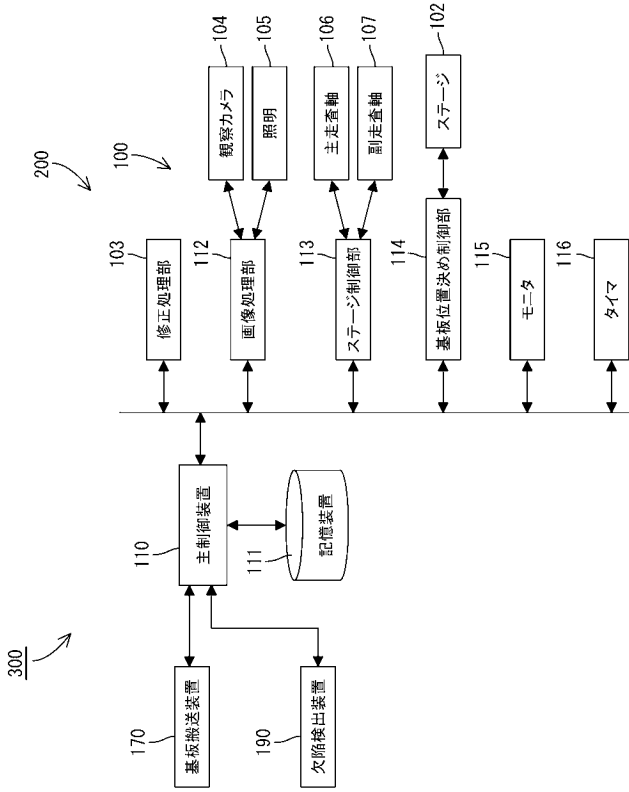 300
200
100
170
基板搬送装置
190
欠陥検出装置
110
主制御装置
111
記憶装置
103
修正処理部
112
画像処理部
104
観察カメラ
105
照明
113
ステージ制御部
106
主走査軸
107
副走査軸
114
基板位置決め制御部
102
ステージ
115
モニタ
116
タイマ